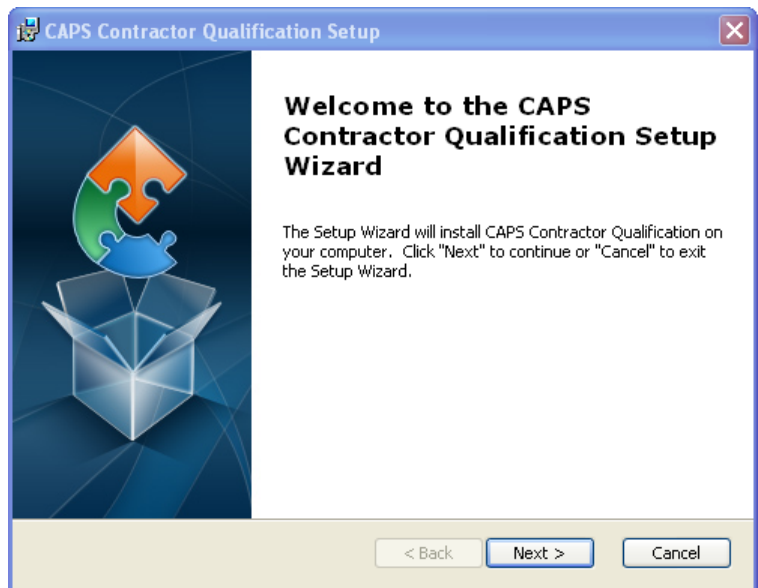 CAPS Contractor Qualification Setup
Welcome to the CAPS
Contractor Qualification Setup
Wizard
The Setup Wizard will install CAPS Contractor Qualification on
your computer. Click "Next" to continue or "Cancel" to exit
the Setup Wizard.
< Back Next > Cancel